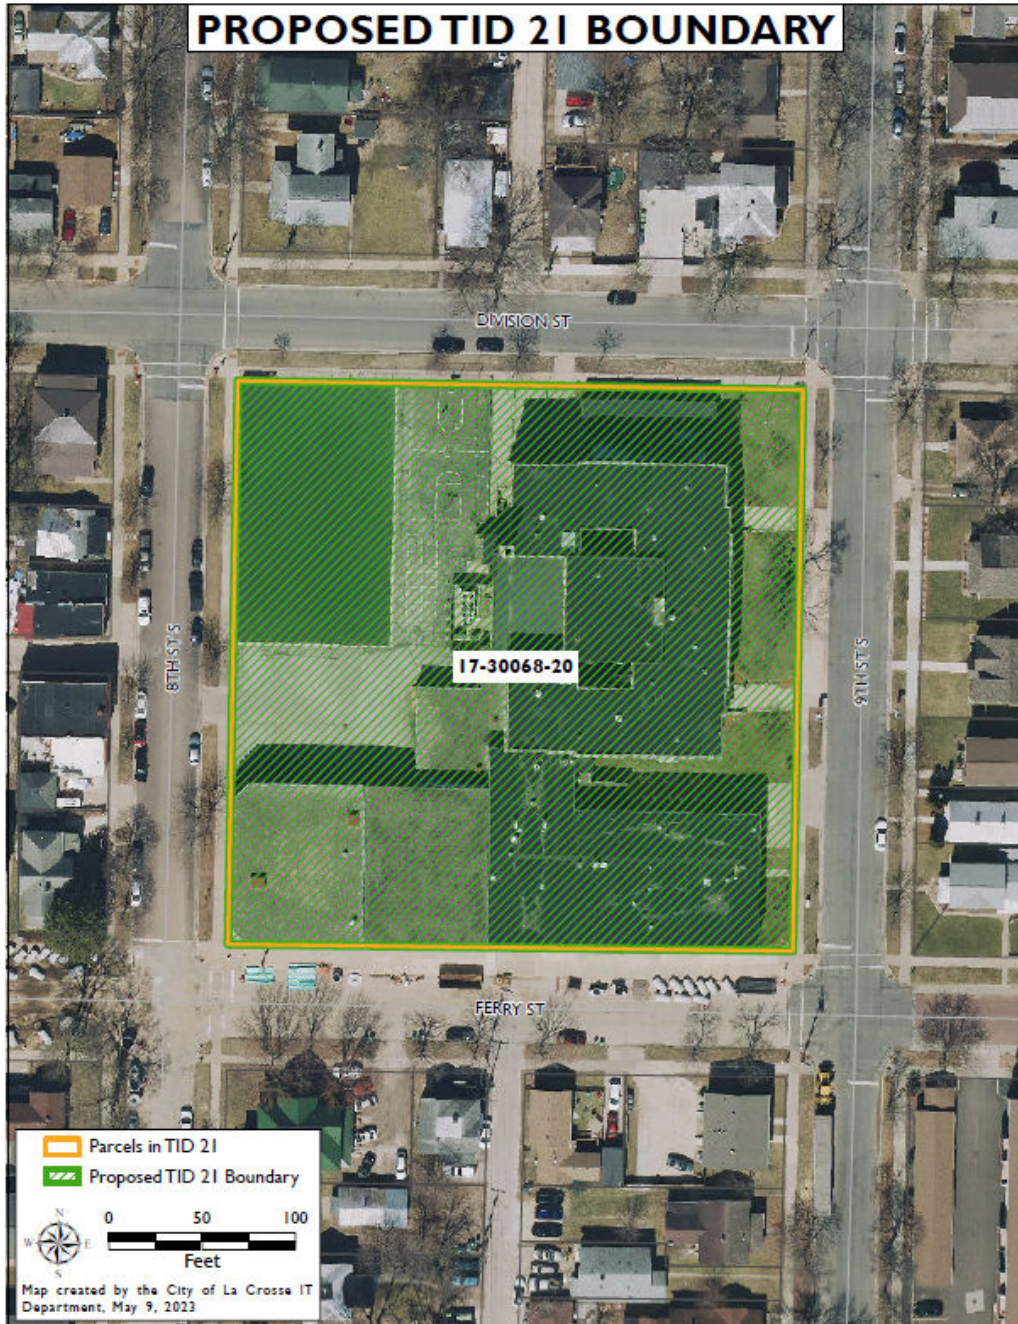 PROPOSED TID 21 BOUNDARY
DIVISION ST
8TH ST S
17-30068-20
9TH ST S
FERRY ST
Parcels in TID 21
Proposed TID 21 Boundary
N
W E
S
0 50 100
Feet
Map created by the City of La Crosse IT
Department, May 9, 2023